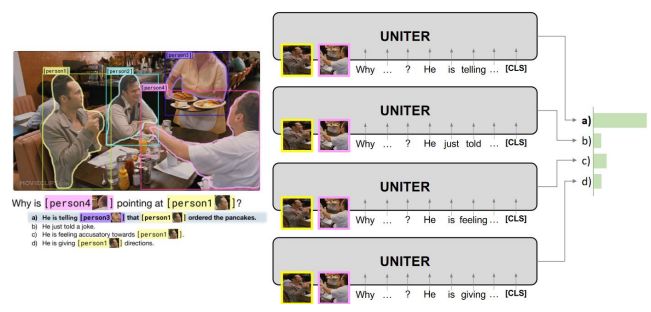 [person1]
[person2]
[person3]
[person4]
MOVIECLIPS
Why is [person4] pointing at [person1]?
a) He is telling [person3] that [person1] ordered the pancakes.
b) He just told a joke.
c) He is feeling accusatory towards [person1].
d) He is giving [person1] directions.
UNITER
Why ... ? He is telling ... [CLS]
UNITER
Why ... ? He just told ... [CLS]
UNITER
Why ... ? He is feeling ... [CLS]
UNITER
Why ... ? He is giving ... [CLS]
a)
b)
c)
d)